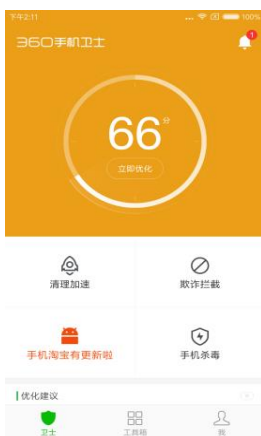 下午2:11 ... 100%
360手机卫士
1
66分
立即优化
清理加速 欺诈拦截
手机淘宝有更新啦 手机杀毒
优化建议
卫士 工具箱 我